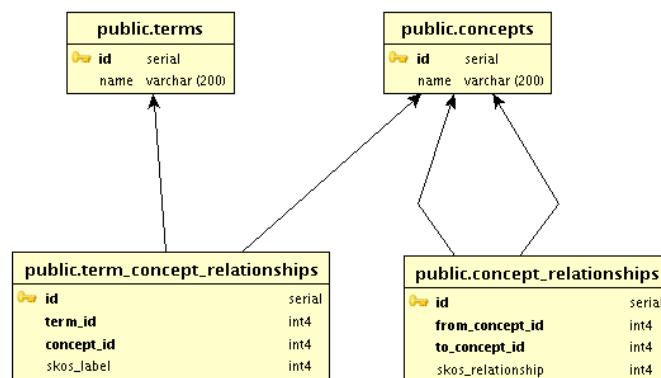 public.terms
id serial
name varchar (200)
public.concepts
id serial
name varchar (200)
public.term_concept_relationships
id serial
term_id int4
concept_id int4
skos_label int4
public.concept_relationships
id serial
from_concept_id int4
to_concept_id int4
skos_relationship int4